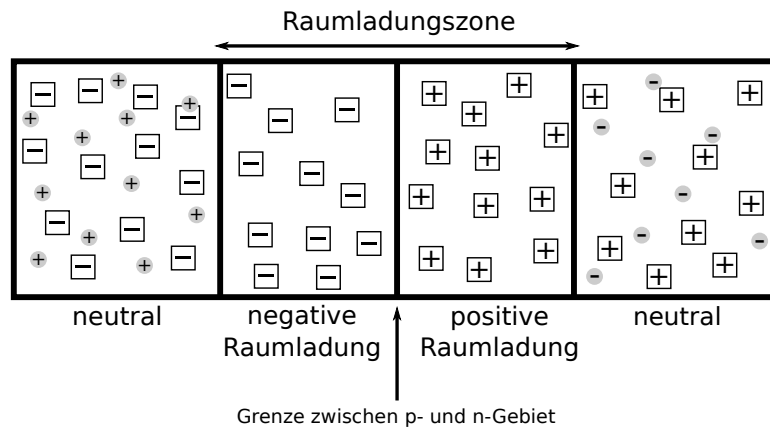 Raumladungszone
neutral
negative
Raumladung
positive
Raumladung
neutral
Grenze zwischen p- und n-Gebiet